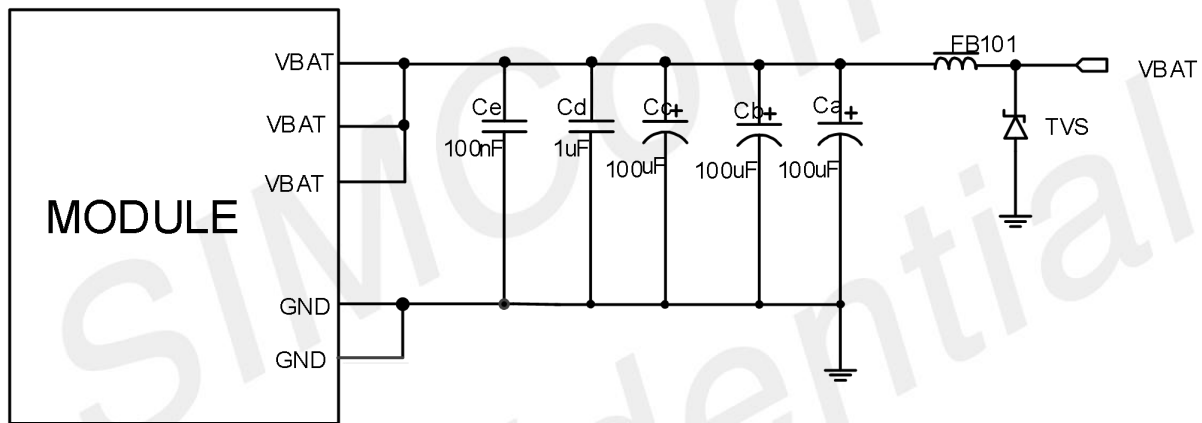 FB101
VBAT
VBAT
TVS
Ce
100nF
Cd
1uF
Cc+
100uF
Cb+
100uF
Ca+
100uF
VBAT
VBAT
MODULE
GND
GND
SIMCom